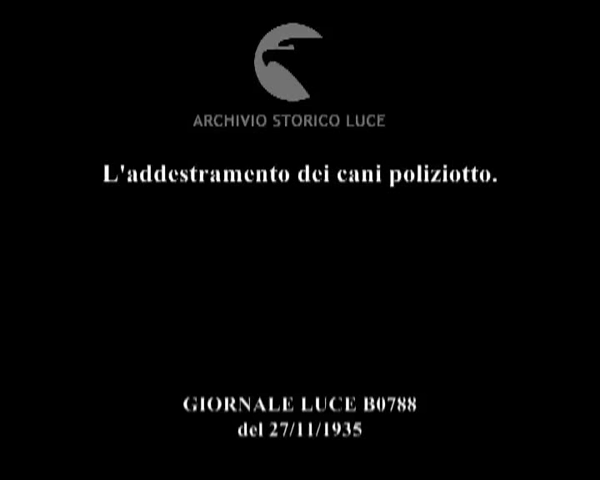 ARCHIVIO STORICO LUCE
L'addestramento dei cani poliziotto.
GIORNALE LUCE B0788
del 27/11/1935